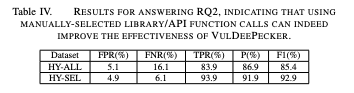 Table IV. RESULTS FOR ANSWERING RQ2, INDICATING THAT USING
MANUALLY-SELECTED LIBRARY/API FUNCTION CALLS CAN INDEED
IMPROVE THE EFFECTIVENESS OF VULDEEPECKER.
Dataset FPR(%) FNR(%) TPR(%) P(%) F1(%)
HY-ALL 5.1 16.1 83.9 86.9 85.4
HY-SEL 4.9 6.1 93.9 91.9 92.9